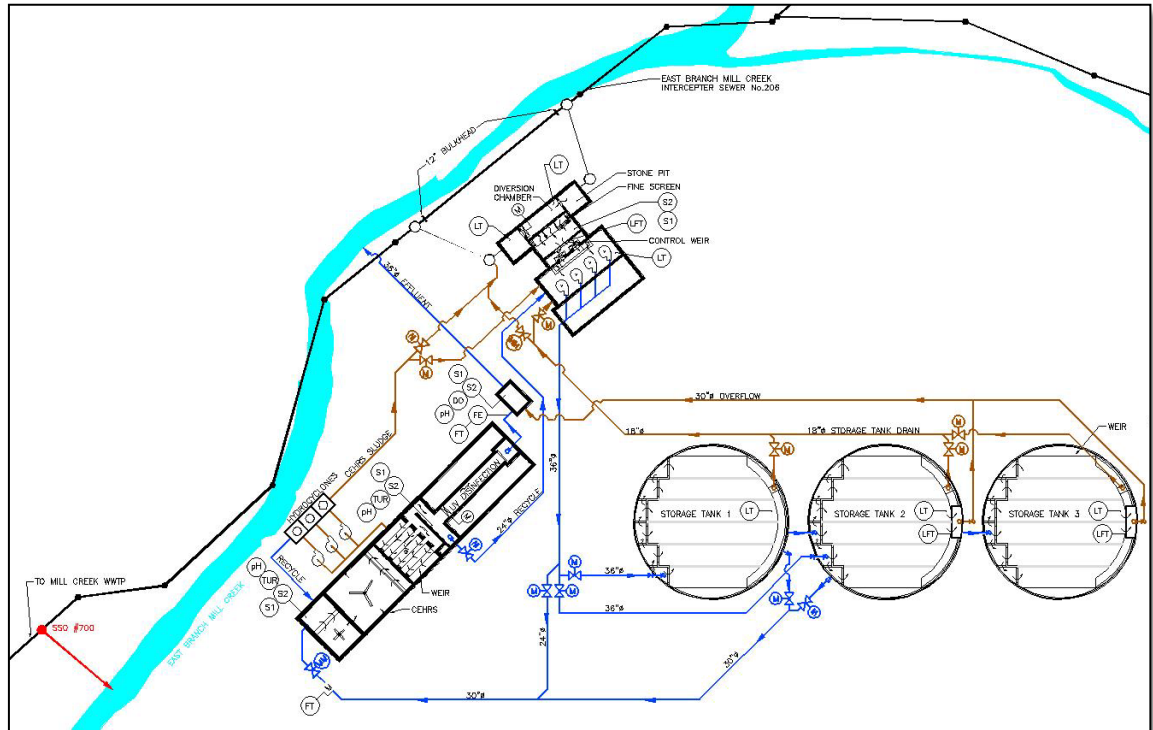 EAST BRANCH MILL CREEK
INTERCEPTER SEWER No.206
12" BULKHEAD
LT
STONE PIT
DIVERSION
CHAMBER
FINE SCREEN
M
S2
LT
LFT
S1
CONTROL WEIR
LT
36"ø EFFLUENT
M
M
M
S1
S2
pH
DO
FE
FT
30"ø OVERFLOW
18"ø
18"ø STORAGE TANK DRAIN
M
M
M
WEIR
HYDROCYCLONES
CEHRS SLUDGE
S1
S2
TUR
pH
UV DISINFECTION
24"ø RECYCLE
36"ø
STORAGE TANK 1
LT
STORAGE TANK 2
LT
LFT
STORAGE TANK 3
LT
LFT
RECYCLE
pH
TUR
S2
S1
WEIR
CEHRS
M
M
M
36"ø
36"ø
M
24"ø
30"ø
30"ø
FT
TO MILL CREEK WWTP
SSO #700
EAST BRANCH MILL CREEK